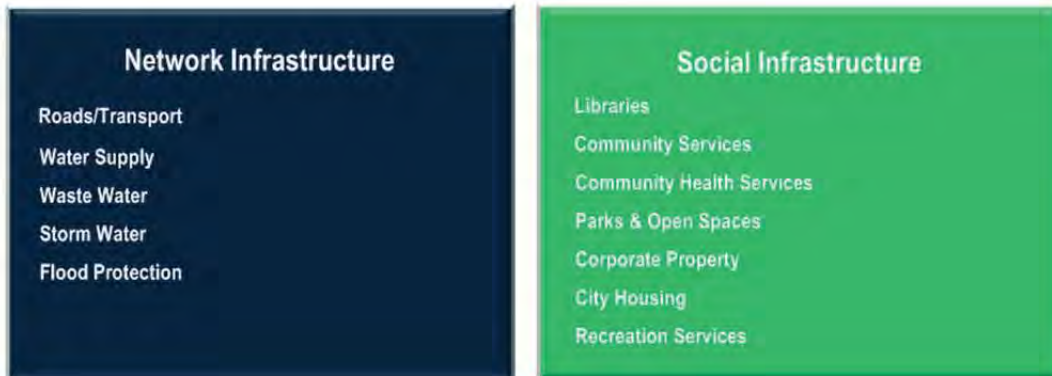 Network Infrastructure
Roads/Transport
Water Supply
Waste Water
Storm Water
Flood Protection
Social Infrastructure
Libraries
Community Services
Community Health Services
Parks & Open Spaces
Corporate Property
City Housing
Recreation Services